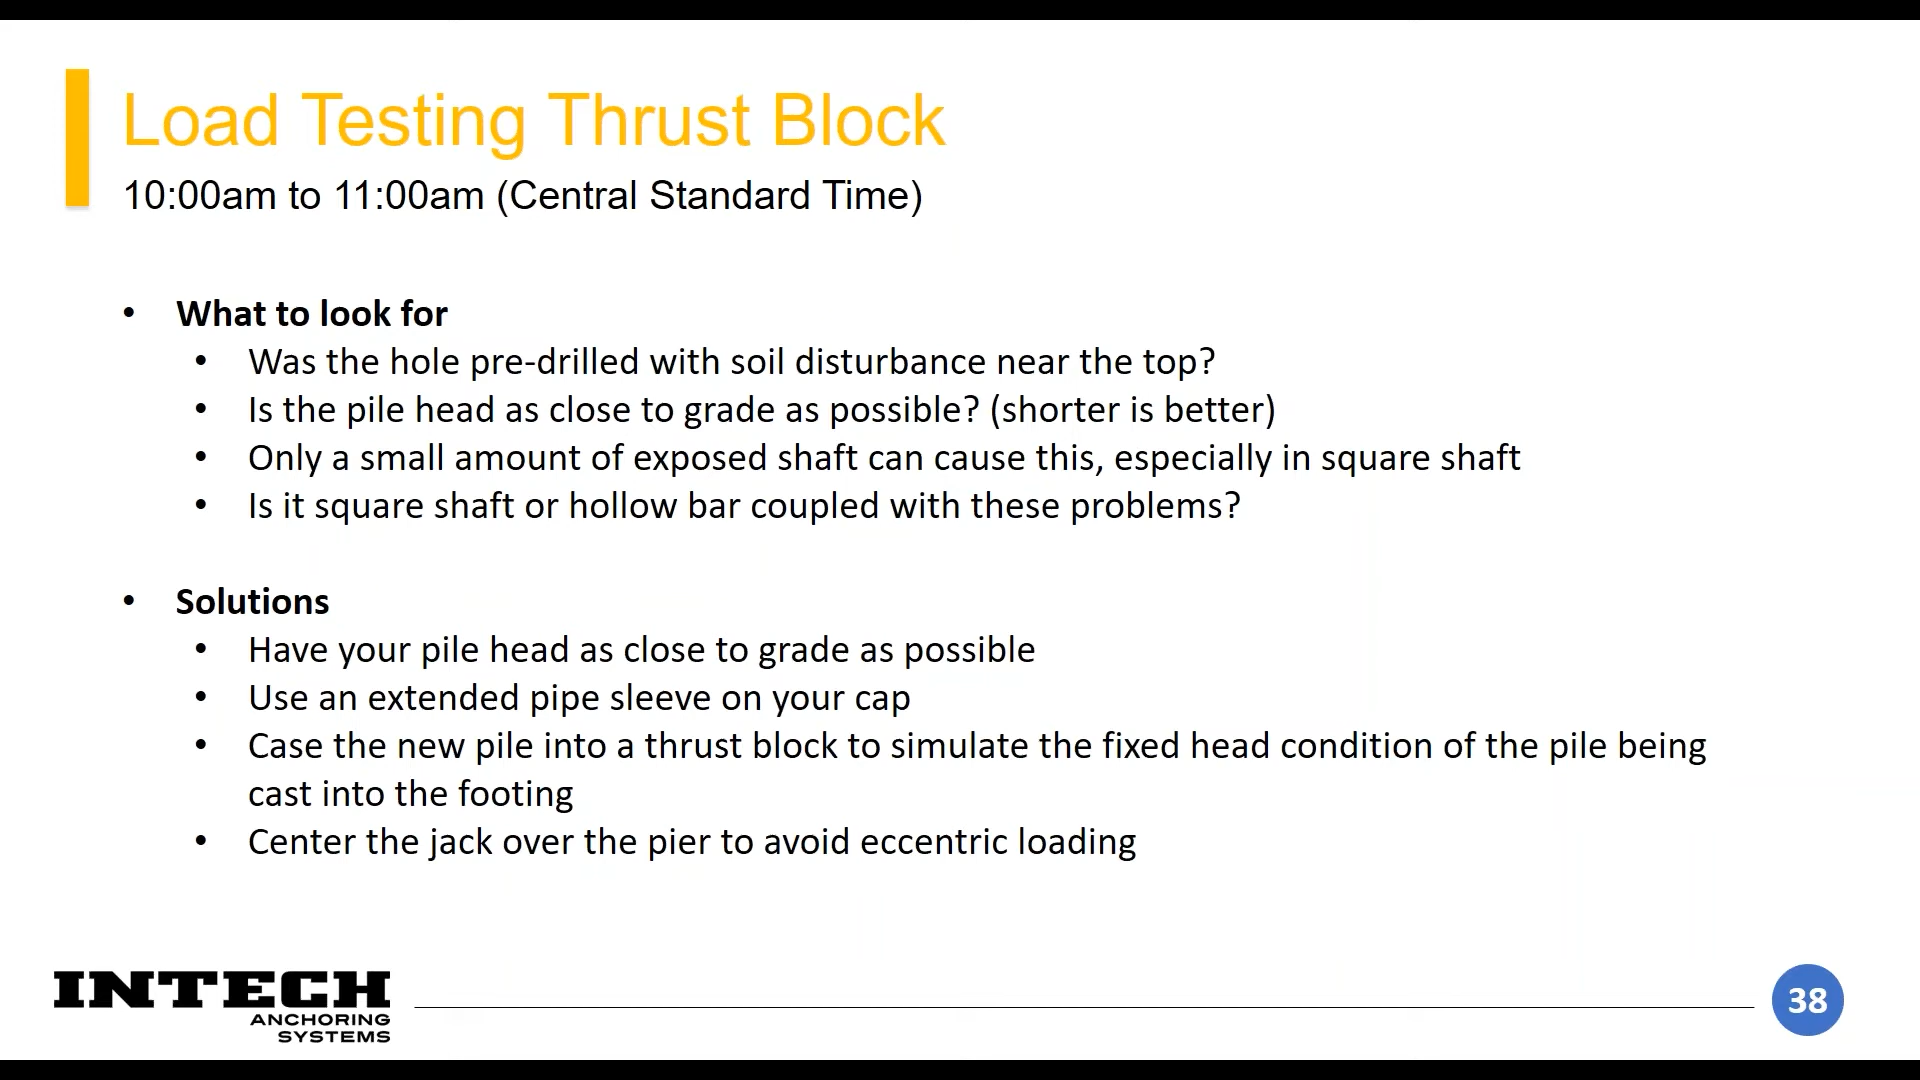 Load Testing Thrust Block
10:00am to 11:00am (Central Standard Time)
• What to look for
• Was the hole pre-drilled with soil disturbance near the top?
• Is the pile head as close to grade as possible? (shorter is better)
• Only a small amount of exposed shaft can cause this, especially in square shaft
• Is it square shaft or hollow bar coupled with these problems?
• Solutions
• Have your pile head as close to grade as possible
• Use an extended pipe sleeve on your cap
• Case the new pile into a thrust block to simulate the fixed head condition of the pile being
cast into the footing
• Center the jack over the pier to avoid eccentric loading
INTECH
ANCHORING
SYSTEMS
38